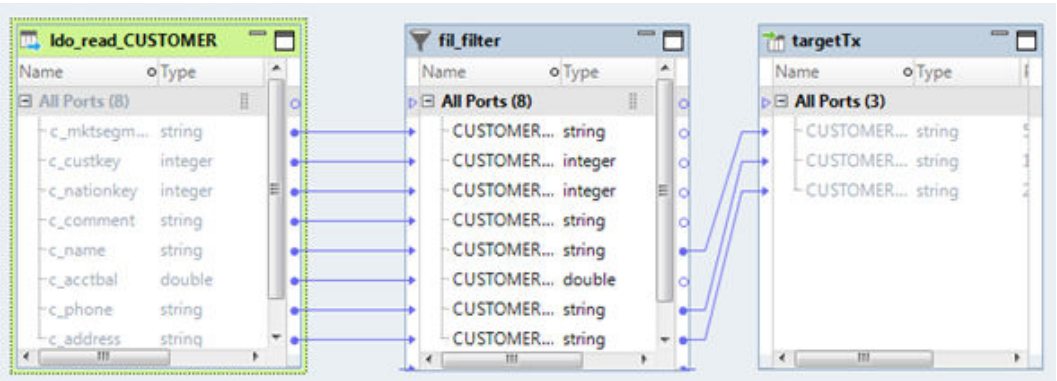 ldo_read_CUSTOMER
Name Type
All Ports (8)
c_mktsegm... string
c_custkey integer
c_nationkey integer
c_comment string
c_name string
c_acctbal double
c_phone string
c_address string
fil_filter
Name Type
All Ports (8)
CUSTOMER... string
CUSTOMER... integer
CUSTOMER... integer
CUSTOMER... string
CUSTOMER... string
CUSTOMER... double
CUSTOMER... string
CUSTOMER... string
targetTx
Name Type
All Ports (3)
CUSTOMER... string
CUSTOMER... string
CUSTOMER... string